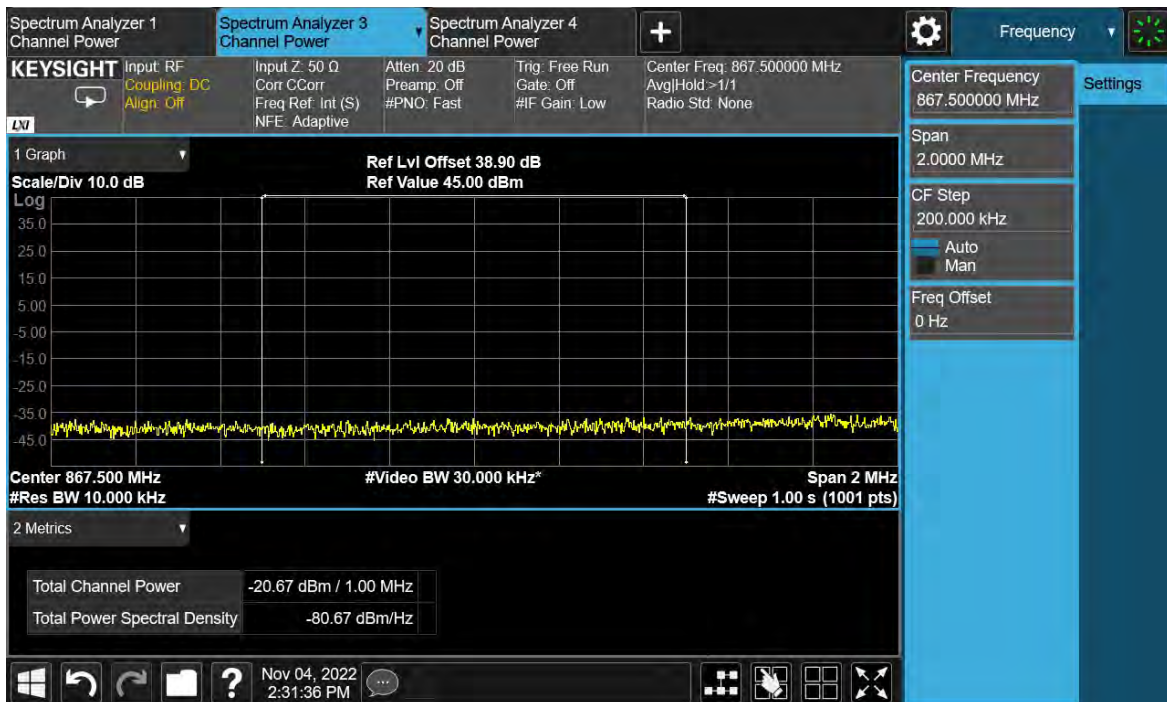 Spectrum Analyzer 1
Channel Power
Spectrum Analyzer 3
Channel Power
Spectrum Analyzer 4
Channel Power
+
Frequency
KEYSIGHT
LXI
Input: RF
Coupling: DC
Align: Off
Input Z: 50 Ω
Corr CCorr
Freq Ref: Int (S)
NFE: Adaptive
Atten: 20 dB
Preamp: Off
#PNO: Fast
Trig: Free Run
Gate: Off
#IF Gain: Low
Center Freq: 867.500000 MHz
Avg|Hold:>1/1
Radio Std: None
Center Frequency
867.500000 MHz
Settings
Span
2.0000 MHz
CF Step
200.000 kHz
Auto
Man
Freq Offset
0 Hz
1 Graph
Ref Lvl Offset 38.90 dB
Scale/Div 10.0 dB
Ref Value 45.00 dBm
Log
35.0
25.0
15.0
5.00
-5.00
-15.0
-25.0
-35.0
-45.0
Center 867.500 MHz
#Video BW 30.000 kHz*
Span 2 MHz
#Res BW 10.000 kHz
#Sweep 1.00 s (1001 pts)
2 Metrics
Total Channel Power -20.67 dBm / 1.00 MHz
Total Power Spectral Density -80.67 dBm/Hz
?
Nov 04, 2022
2:31:36 PM